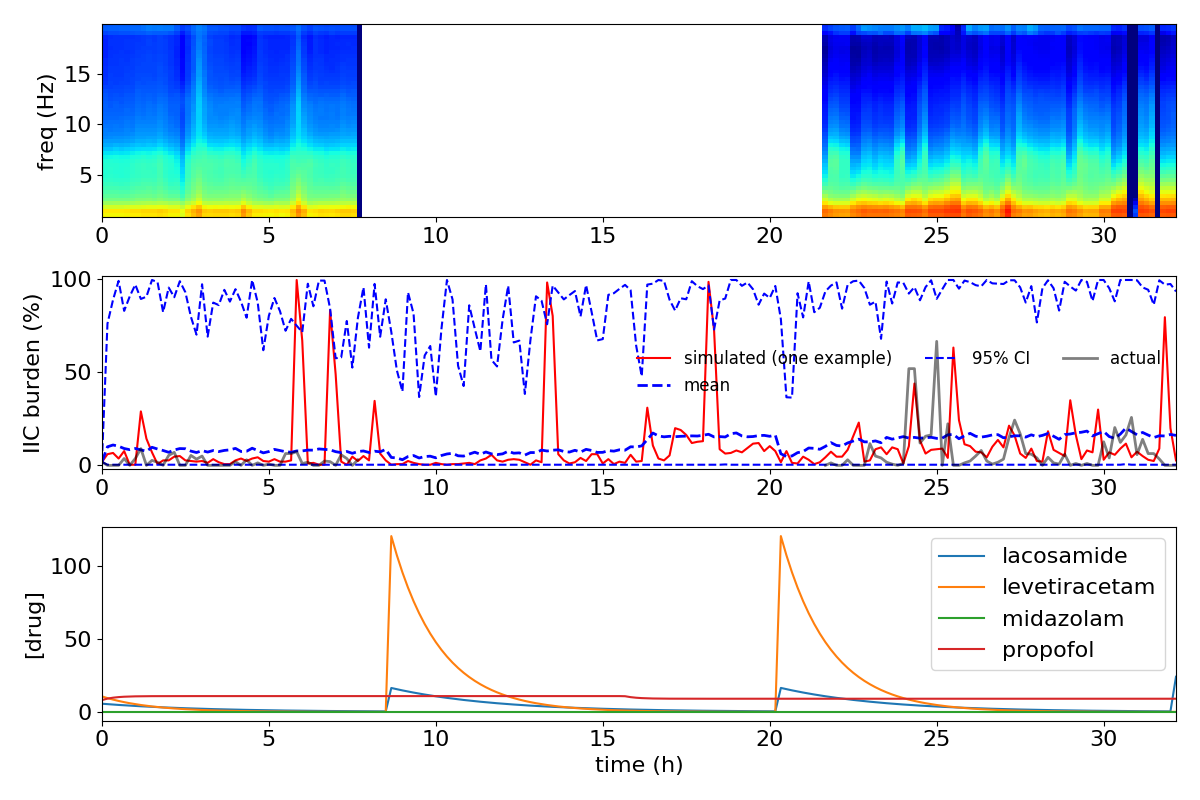 freq (Hz)
15
10
5
0 5 10 15 20 25 30
IIC burden (%)
100
50
0
simulated (one example) 95% CI actual
mean
0 5 10 15 20 25 30
[drug]
100
50
0
lacosamide
levetiracetam
midazolam
propofol
0 5 10 15 20 25 30
time (h)